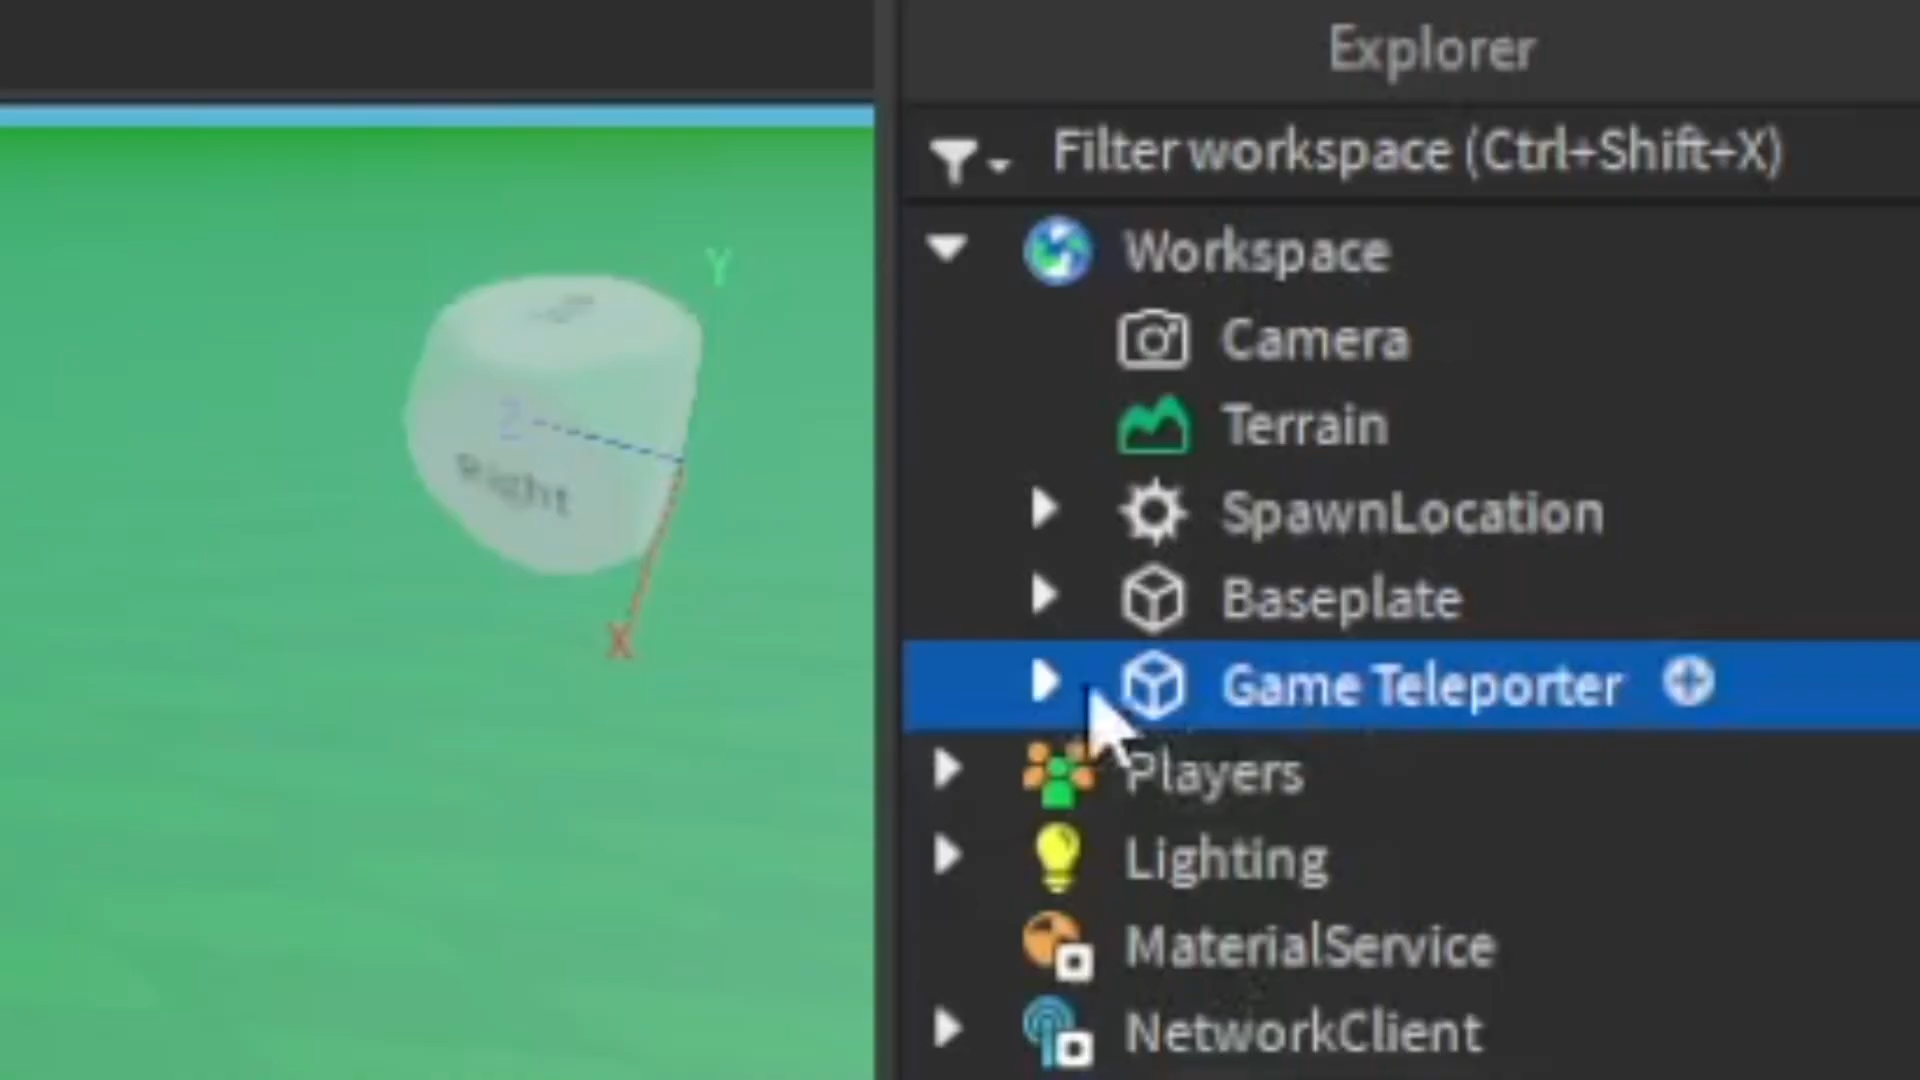 Explorer
Filter workspace (Ctrl+Shift+X)
Workspace
Camera
Terrain
SpawnLocation
Baseplate
Game Teleporter
Players
Lighting
MaterialService
NetworkClient
Y
Z
Right
X